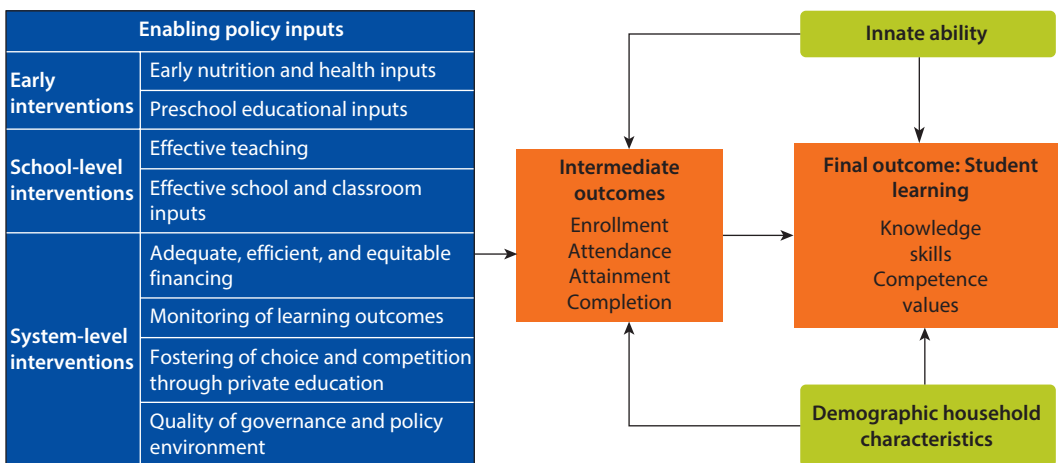 Enabling policy inputs
Early
interventions
Early nutrition and health inputs
Preschool educational inputs
School-level
interventions
Effective teaching
Effective school and classroom
inputs
System-level
interventions
Adequate, efficient, and equitable
financing
Monitoring of learning outcomes
Fostering of choice and competition
through private education
Quality of governance and policy
environment
Intermediate
outcomes
Enrollment
Attendance
Attainment
Completion
Innate ability
Final outcome: Student
learning
Knowledge
skills
Competence
values
Demographic household
characteristics